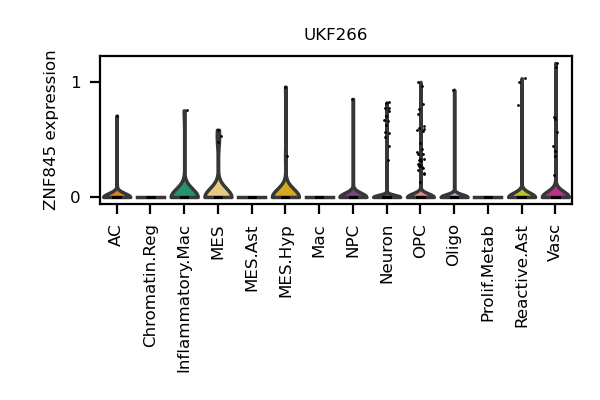 UKF266
ZNF845 expression
1
0
AC
Chromatin.Reg
Inflammatory.Mac
MES
MES.Ast
MES.Hyp
Mac
NPC
Neuron
OPC
Oligo
Prolif.Metab
Reactive.Ast
Vasc